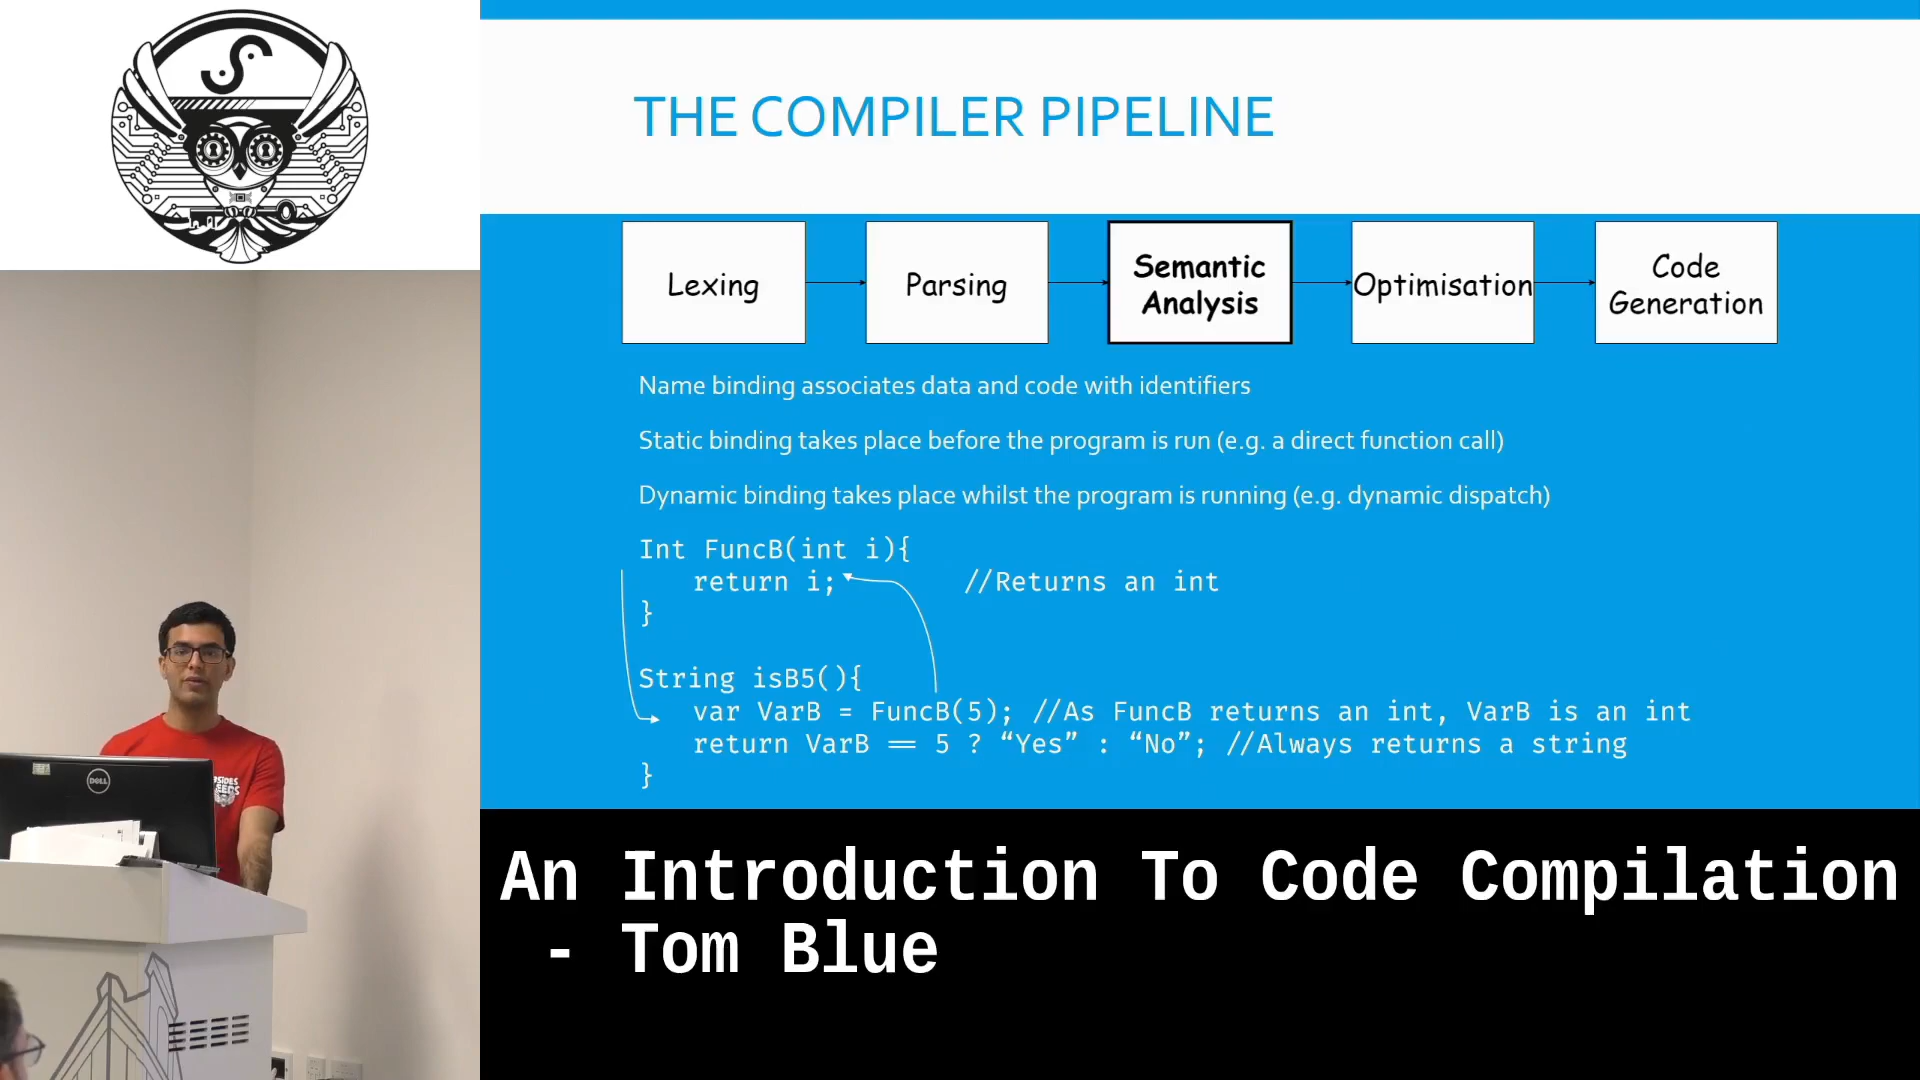 THE COMPILER PIPELINE
Lexing
Parsing
Semantic
Analysis
Optimisation
Code
Generation
Name binding associates data and code with identifiers
Static binding takes place before the program is run (e.g. a direct function call)
Dynamic binding takes place whilst the program is running (e.g. dynamic dispatch)
Int FuncB(int i){
return i; //Returns an int
}
String isB5(){
var VarB = FuncB(5); //As FuncB returns an int, VarB is an int
return VarB == 5 ? “Yes” : “No”; //Always returns a string
}
DELL
An Introduction To Code Compilation
- Tom Blue